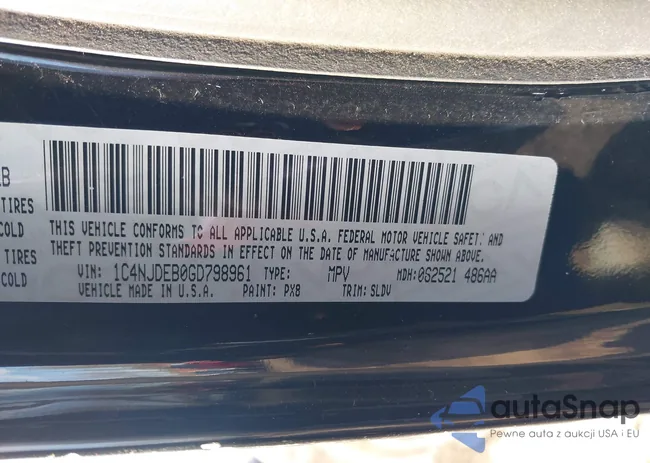 LB
TIRES
COLD
TIRES
COLD
THIS VEHICLE CONFORMS TO ALL APPLICABLE U.S.A. FEDERAL MOTOR VEHICLE SAFETY AND
THEFT PREVENTION STANDARDS IN EFFECT ON THE DATE OF MANUFACTURE SHOWN ABOVE.
VIN: 1C4NJDEB0GD798961 TYPE: MPV MDH:062521 486AA
VEHICLE MADE IN U.S.A. PAINT: PX8 TRIM: SLDV
autoSnap
Pewne auta z aukcji USA i EU